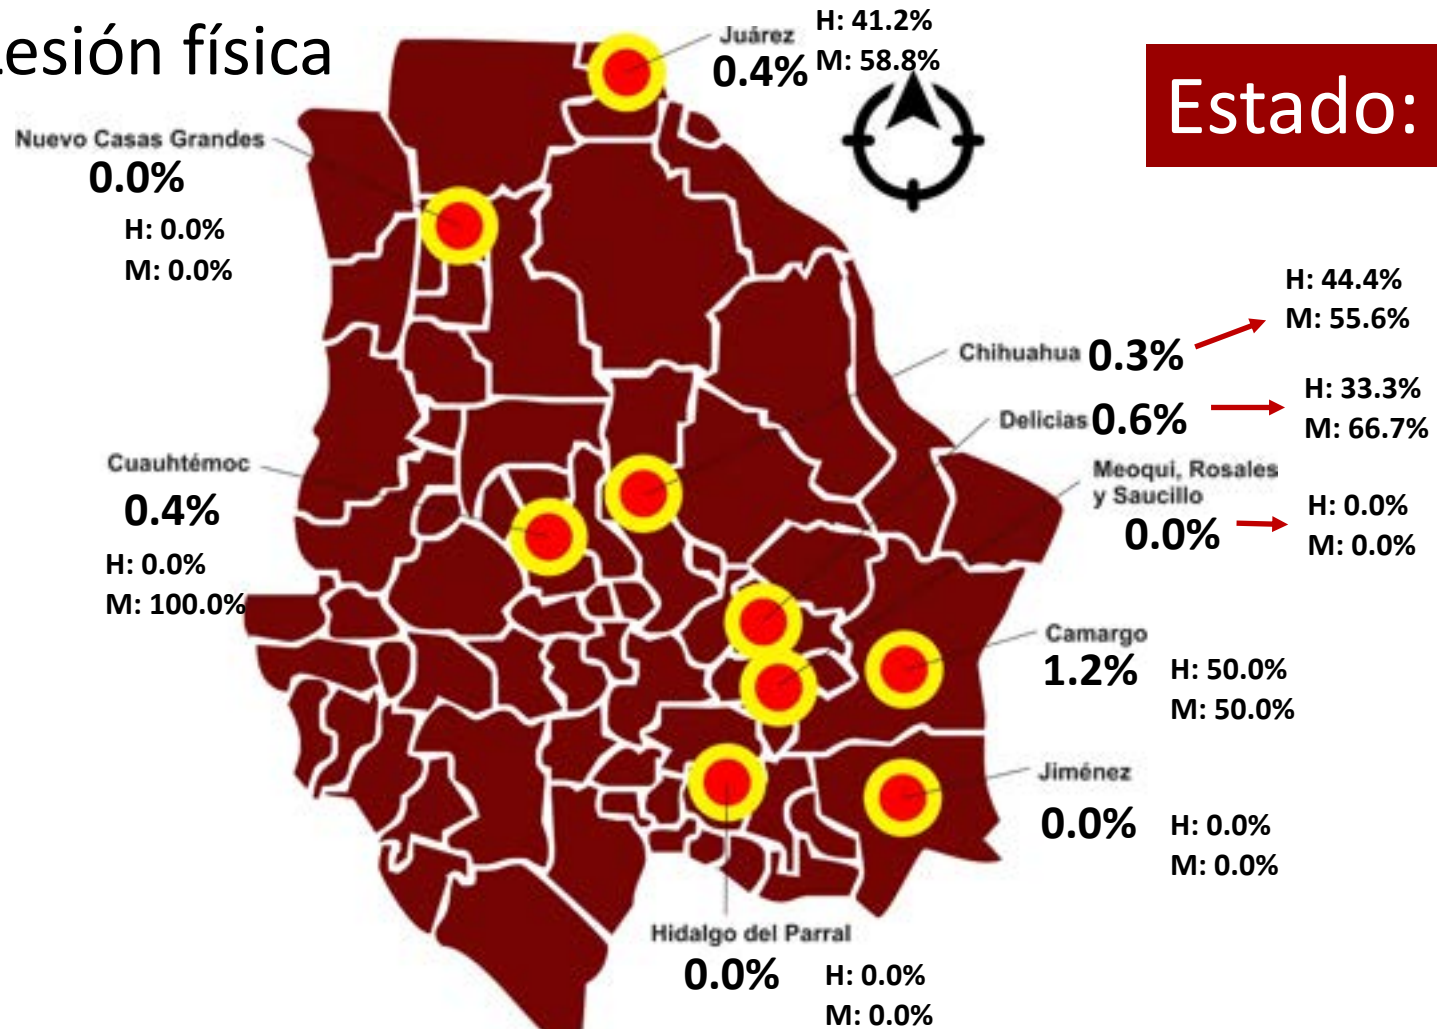 esión física
Estado:
Juárez
0.4%
H: 41.2%
M: 58.8%
Nuevo Casas Grandes
0.0%
H: 0.0%
M: 0.0%
Chihuahua 0.3%
H: 44.4%
M: 55.6%
Delicias 0.6%
H: 33.3%
M: 66.7%
Cuauhtémoc
0.4%
H: 0.0%
M: 100.0%
Meoqui, Rosales
y Saucillo
0.0%
H: 0.0%
M: 0.0%
Camargo
1.2%
H: 50.0%
M: 50.0%
Jiménez
0.0%
H: 0.0%
M: 0.0%
Hidalgo del Parral
0.0%
H: 0.0%
M: 0.0%